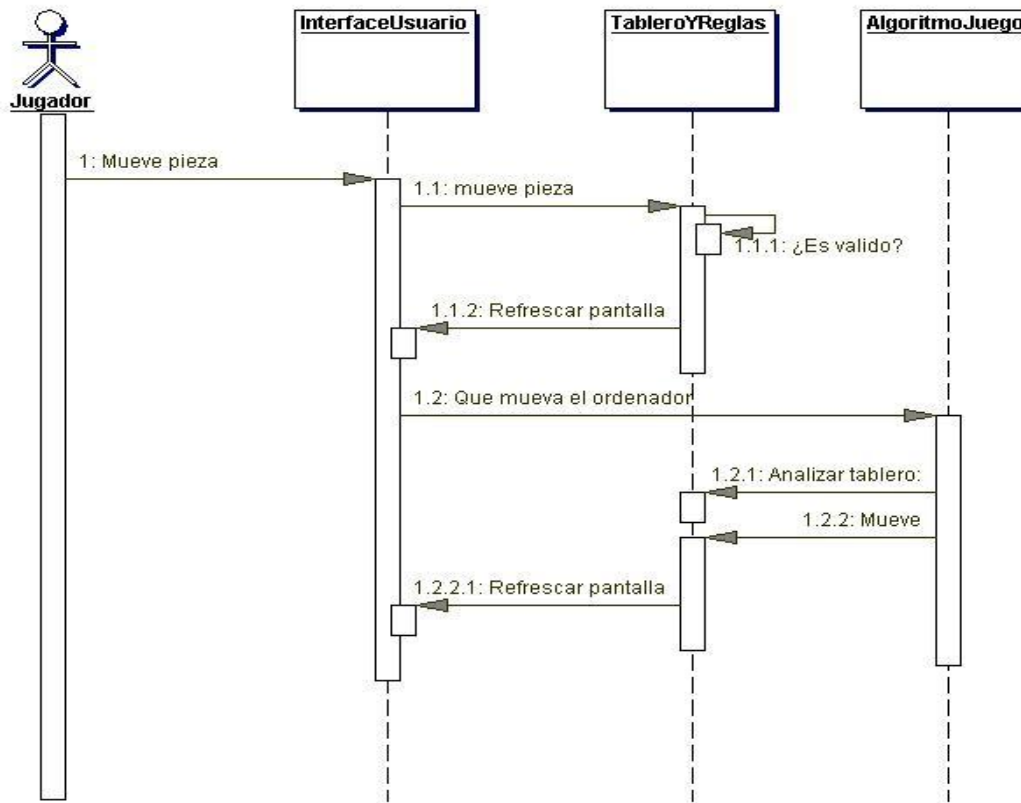 InterfaceUsuario
TableroYReglas
AlgoritmoJuego
Jugador
1: Mueve pieza
1.1: mueve pieza
1.1.1: ¿Es valido?
1.1.2: Refrescar pantalla
1.2: Que mueva el ordenador
1.2.1: Analizar tablero:
1.2.2: Mueve
1.2.2.1: Refrescar pantalla